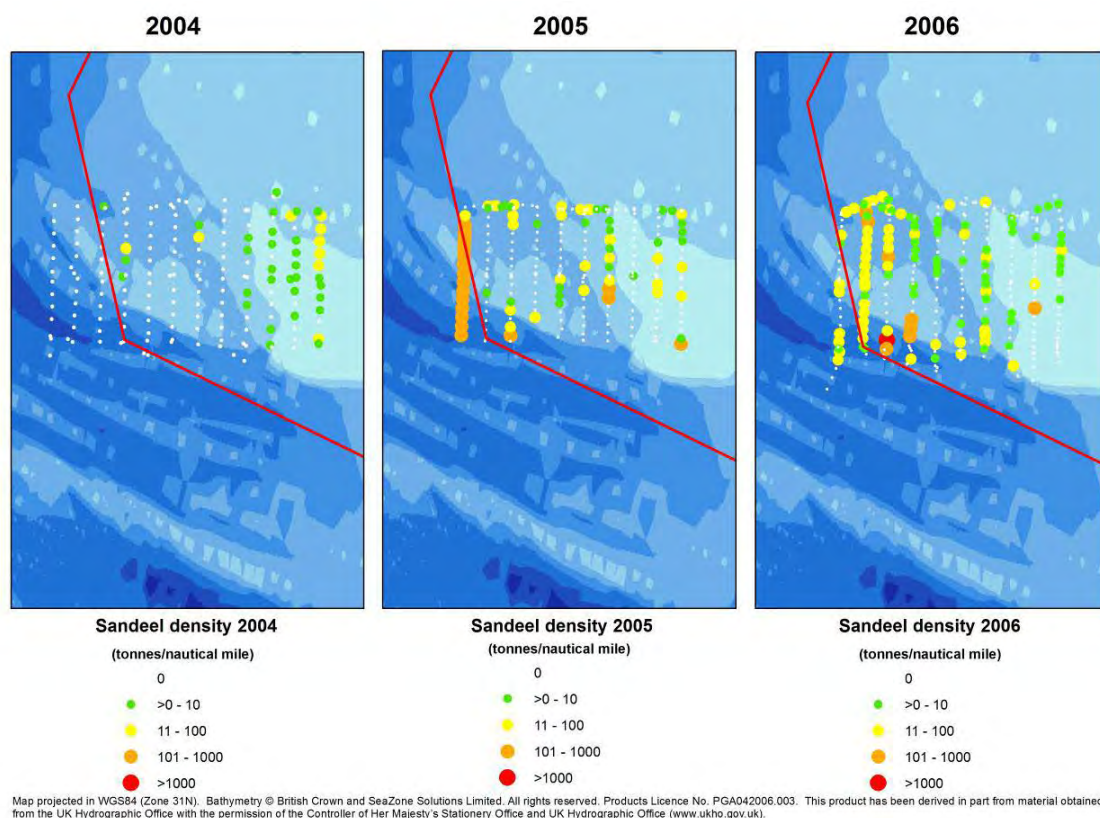 2004
2005
2006
Sandeel density 2004
(tonnes/nautical mile)
0
>0 - 10
11 - 100
101 - 1000
>1000
Sandeel density 2005
(tonnes/nautical mile)
0
>0 - 10
11 - 100
101 - 1000
>1000
Sandeel density 2006
(tonnes/nautical mile)
0
>0 - 10
11 - 100
101 - 1000
>1000
Map projected in WGS84 (Zone 31N). Bathymetry © British Crown and SeaZone Solutions Limited. All rights reserved. Products Licence No. PGA042006.003. This product has been derived in part from material obtained
from the UK Hydrographic Office with the permission of the Controller of Her Majesty's Stationery Office and UK Hydrographic Office (www.ukho.gov.uk).